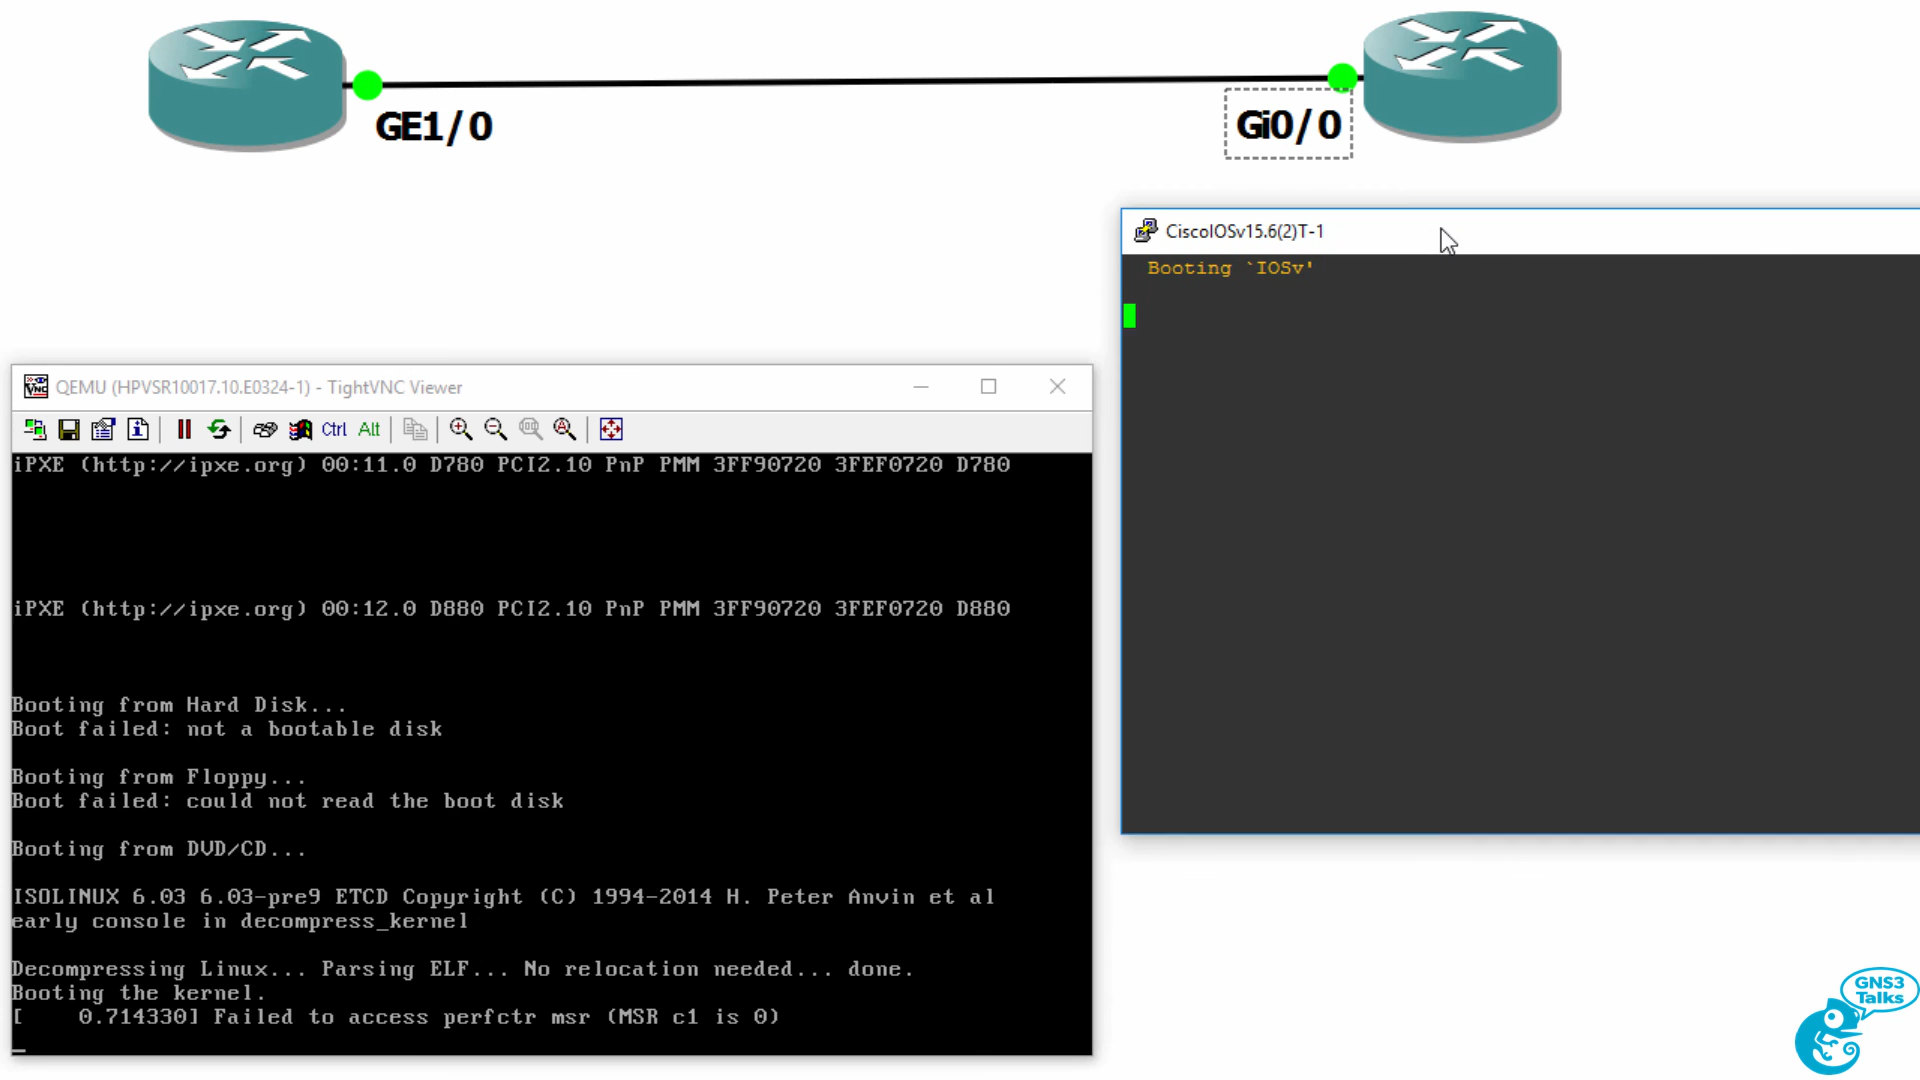 GE1/0
Gi0/0
CiscoIOSv15.6(2)T-1
Booting `IOSv'
QEMU (HPVSR10017.10.E0324-1) - TightVNC Viewer
Ctrl Alt
iPXE (http://ipxe.org) 00:11.0 D780 PCI2.10 PnP PMM 3FF90720 3FEF0720 D780
iPXE (http://ipxe.org) 00:12.0 D880 PCI2.10 PnP PMM 3FF90720 3FEF0720 D880
Booting from Hard Disk...
Boot failed: not a bootable disk
Booting from Floppy...
Boot failed: could not read the boot disk
Booting from DVD/CD...
ISOLINUX 6.03 6.03-pre9 ETCD Copyright (C) 1994-2014 H. Peter Anvin et al
early console in decompress_kernel
Decompressing Linux... Parsing ELF... No relocation needed... done.
Booting the kernel.
[    0.714330] Failed to access perfctr msr (MSR c1 is 0)
GNS3
Talks